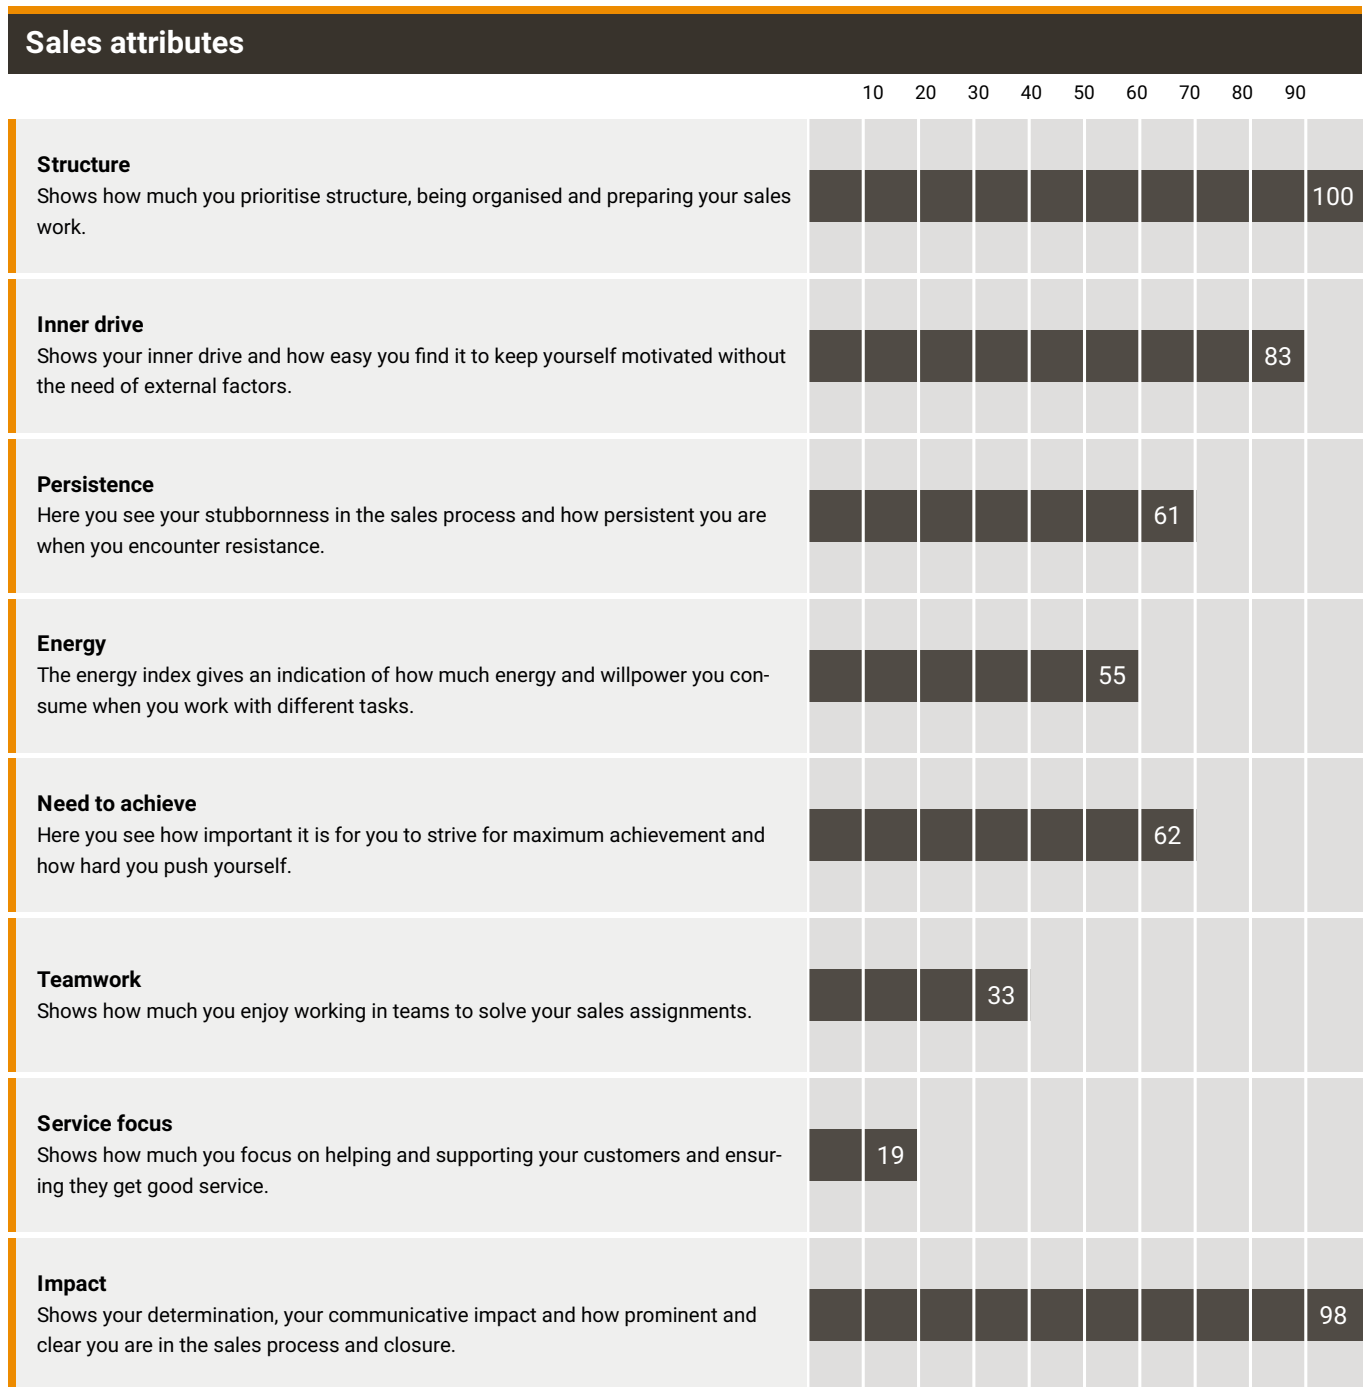 Sales attributes
10 20 30 40 50 60 70 80 90
Structure
Shows how much you prioritise structure, being organised and preparing your sales
work.
100
Inner drive
Shows your inner drive and how easy you find it to keep yourself motivated without
the need of external factors.
83
Persistence
Here you see your stubbornness in the sales process and how persistent you are
when you encounter resistance.
61
Energy
The energy index gives an indication of how much energy and willpower you con-
sume when you work with different tasks.
55
Need to achieve
Here you see how important it is for you to strive for maximum achievement and
how hard you push yourself.
62
Teamwork
Shows how much you enjoy working in teams to solve your sales assignments.
33
Service focus
Shows how much you focus on helping and supporting your customers and ensur-
ing they get good service.
19
Impact
Shows your determination, your communicative impact and how prominent and
clear you are in the sales process and closure.
98